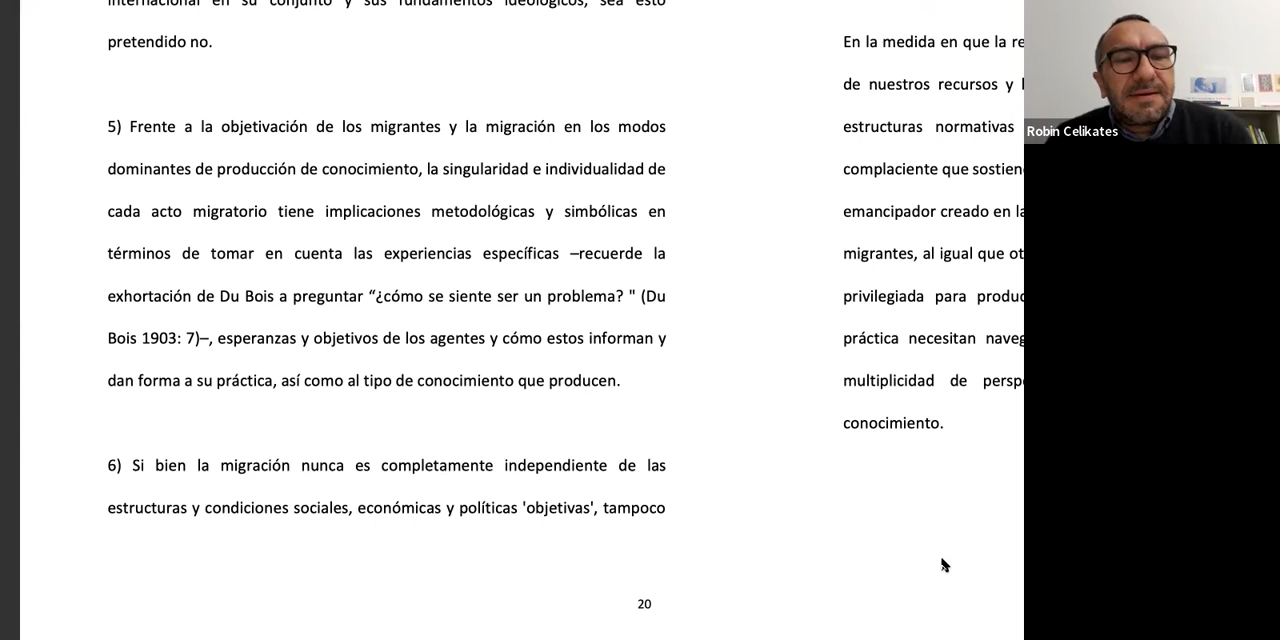 internacional en su conjunto y sus fundamentos ideológicos, sea esto
pretendido no.
5) Frente a la objetivación de los migrantes y la migración en los modos
dominantes de producción de conocimiento, la singularidad e individualidad de
cada acto migratorio tiene implicaciones metodológicas y simbólicas en
términos de tomar en cuenta las experiencias específicas –recuerde la
exhortación de Du Bois a preguntar “¿cómo se siente ser un problema? " (Du
Bois 1903: 7)–, esperanzas y objetivos de los agentes y cómo estos informan y
dan forma a su práctica, así como al tipo de conocimiento que producen.
6) Si bien la migración nunca es completamente independiente de las
estructuras y condiciones sociales, económicas y políticas 'objetivas', tampoco
20
En la medida en que la re
de nuestros recursos y
estructuras normativas
complaciente que sostien
emancipador creado en la
migrantes, al igual que ot
privilegiada para produc
práctica necesitan naveg
multiplicidad de persp
conocimiento.
Robin Celikates